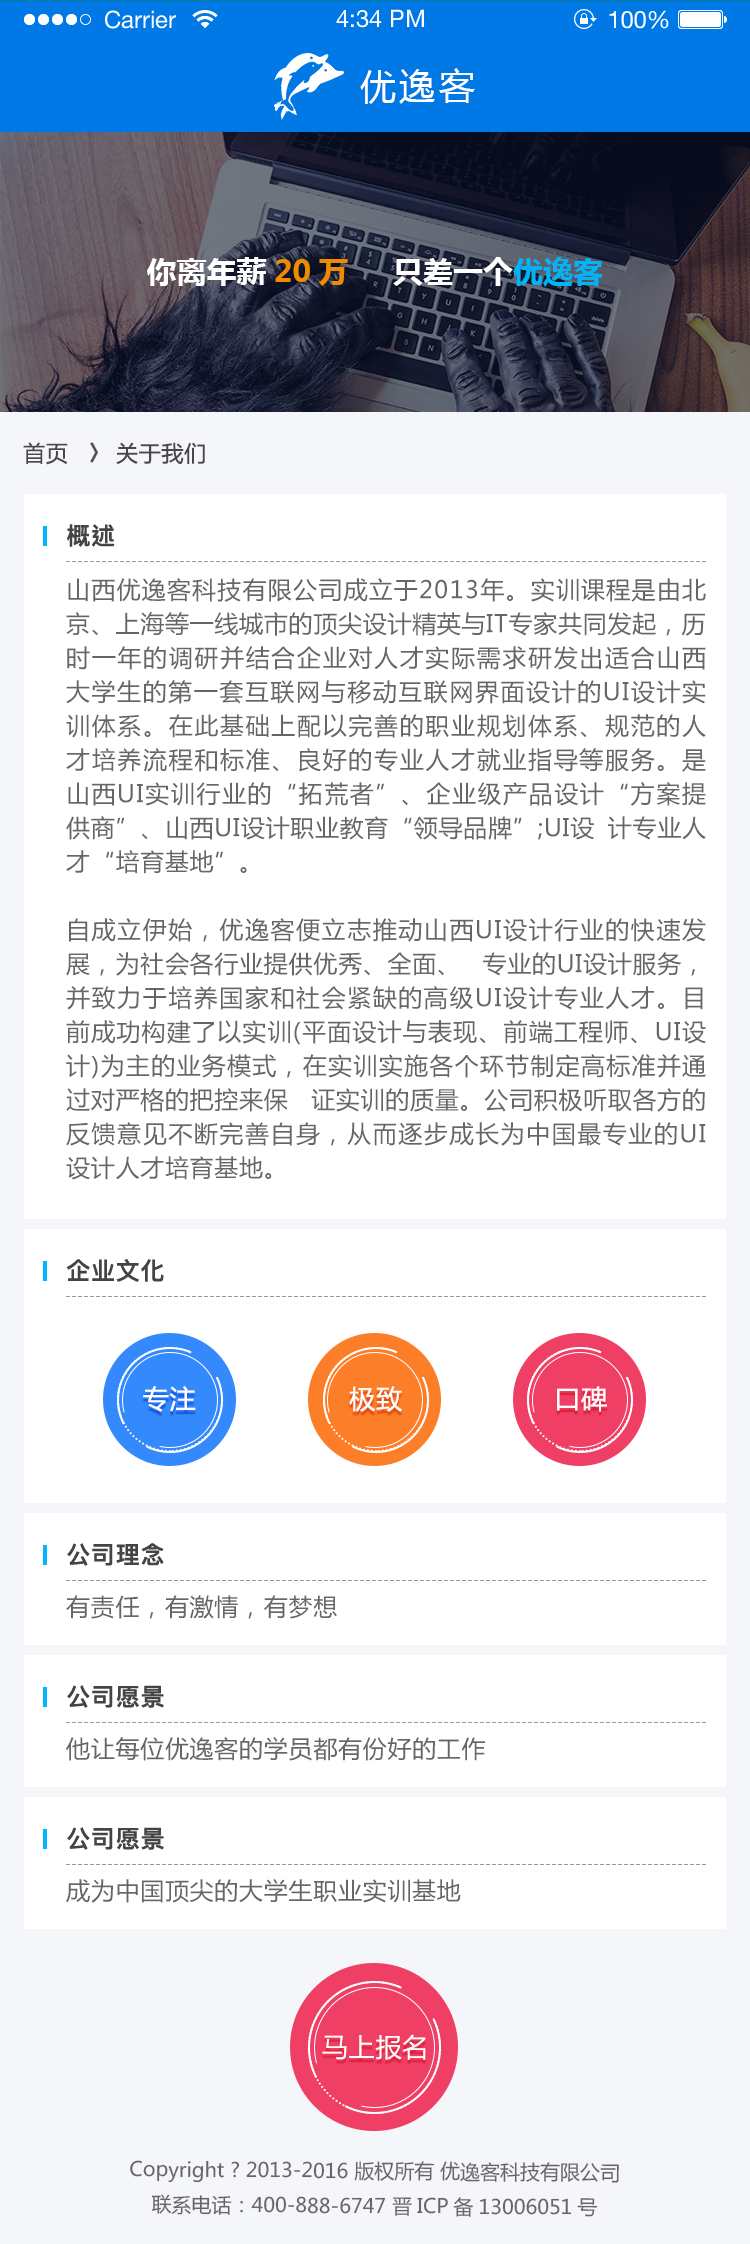 Carrier 4:34 PM 100%
优逸客
你离年薪 20 万 只差一个优逸客
首页 〉 关于我们
概述
山西优逸客科技有限公司成立于2013年。实训课程是由北
京、上海等一线城市的顶尖设计精英与IT专家共同发起，历
时一年的调研并结合企业对人才实际需求研发出适合山西
大学生的第一套互联网与移动互联网界面设计的UI设计实
训体系。在此基础上配以完善的职业规划体系、规范的人
才培养流程和标准、良好的专业人才就业指导等服务。是
山西UI实训行业的“拓荒者”、企业级产品设计“方案提
供商”、山西UI设计职业教育“领导品牌”;UI设 计专业人
才“培育基地”。
自成立伊始，优逸客便立志推动山西UI设计行业的快速发
展，为社会各行业提供优秀、全面、 专业的UI设计服务，
并致力于培养国家和社会紧缺的高级UI设计专业人才。目
前成功构建了以实训(平面设计与表现、前端工程师、UI设
计)为主的业务模式，在实训实施各个环节制定高标准并通
过对严格的把控来保 证实训的质量。公司积极听取各方的
反馈意见不断完善自身，从而逐步成长为中国最专业的UI
设计人才培育基地。
企业文化
专注 极致 口碑
公司理念
有责任，有激情，有梦想
公司愿景
他让每位优逸客的学员都有份好的工作
公司愿景
成为中国顶尖的大学生职业实训基地
马上报名
Copyright ? 2013-2016 版权所有 优逸客科技有限公司
联系电话：400-888-6747 晋 ICP 备 13006051 号